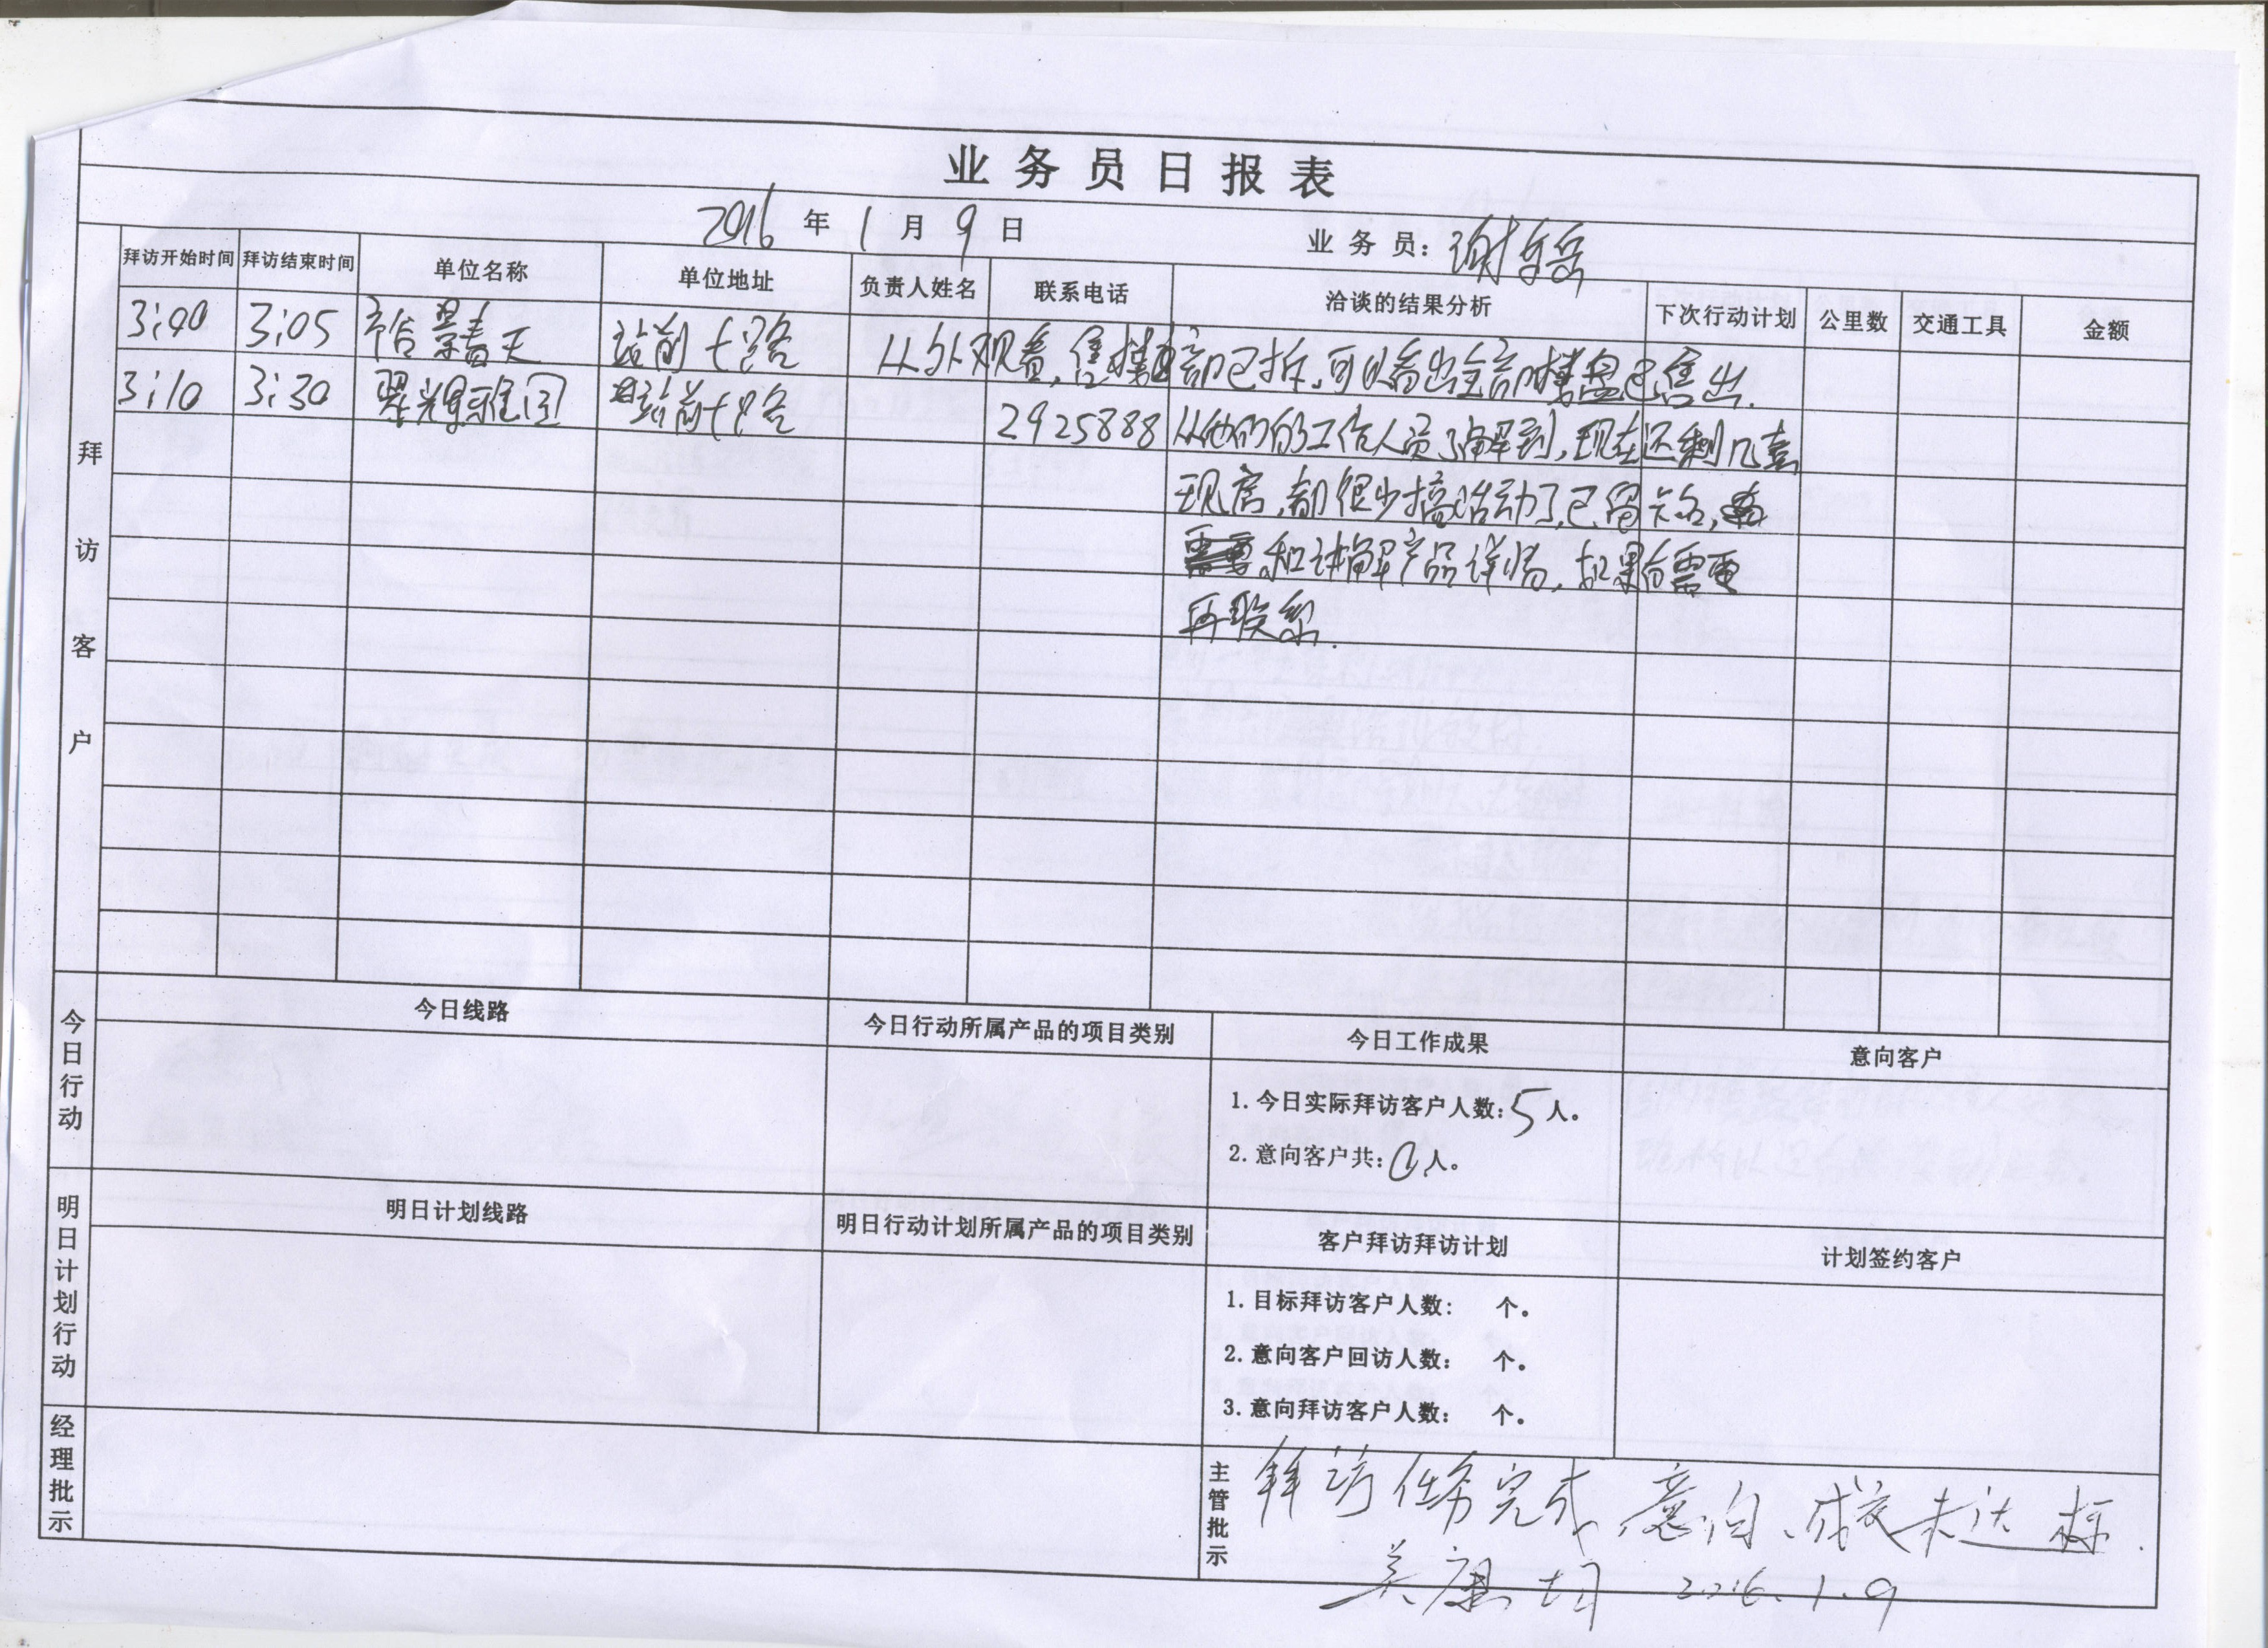 业务员日报表
2016年1月9日 业务员:谢
拜访客户
拜访开始时间 拜访结束时间 单位名称 单位地址 负责人姓名 联系电话 洽谈的结果分析 下次行动计划 公里数 交通工具 金额
3:00 3:05 景春天 站前七路 从外观看,售楼部已拆,可以看出全部楼盘已售出.
3:10 3:30 翠辉雅园 站前七路 2925888 从他们的工作人员了解到,现在还剩几套
现房,都很少搞活动了,已留卡名,
和讲解产品详情,如果有需要
再联系.
今日行动
今日线路 今日行动所属产品的项目类别 今日工作成果 意向客户
1.今日实际拜访客户人数:5人。
2.意向客户共:0人。
明日计划行动
明日计划线路 明日行动计划所属产品的项目类别 客户拜访拜访计划 计划签约客户
1.目标拜访客户人数: 个。
2.意向客户回访人数: 个。
3.意向拜访客户人数: 个。
经理批示
主管批示
拜访任务完成,意向、成交未达标.
2016.1.9